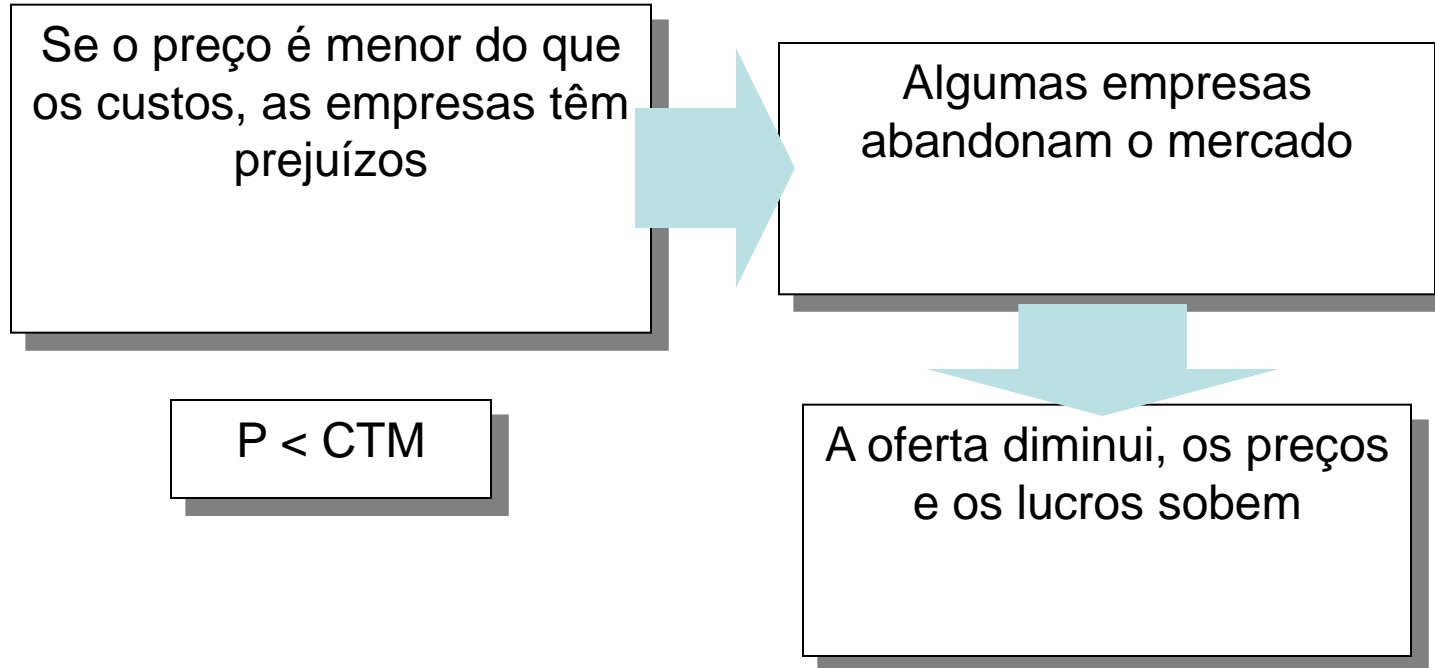 Se o preço é menor do que
os custos, as empresas têm
prejuízos
Algumas empresas
abandonam o mercado
P < CTM
A oferta diminui, os preços
e os lucros sobem